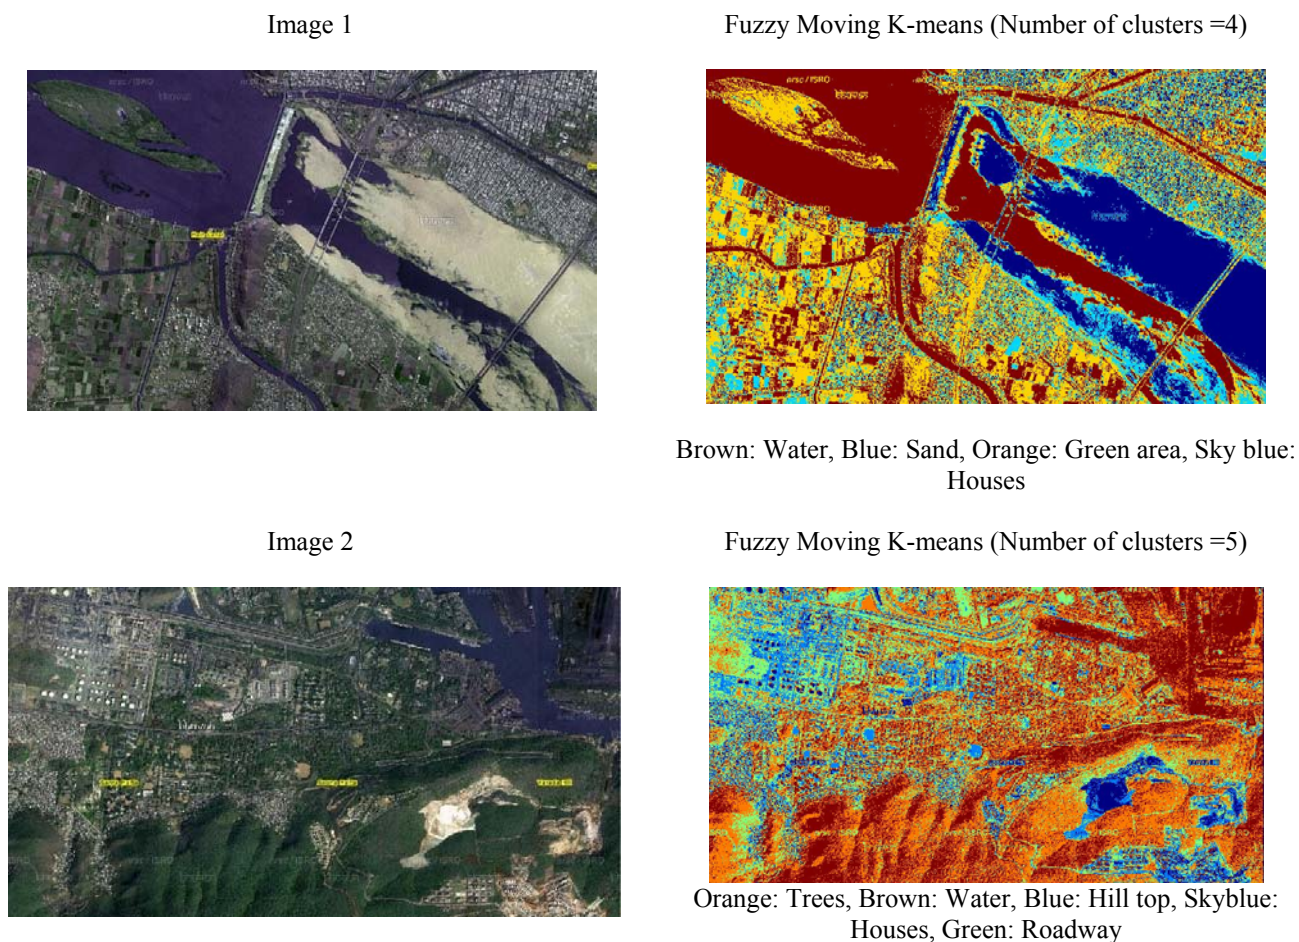 Image 1
Fuzzy Moving K-means (Number of clusters =4)
Brown: Water, Blue: Sand, Orange: Green area, Sky blue:
Houses
Image 2
Fuzzy Moving K-means (Number of clusters =5)
Orange: Trees, Brown: Water, Blue: Hill top, Skyblue:
Houses, Green: Roadway